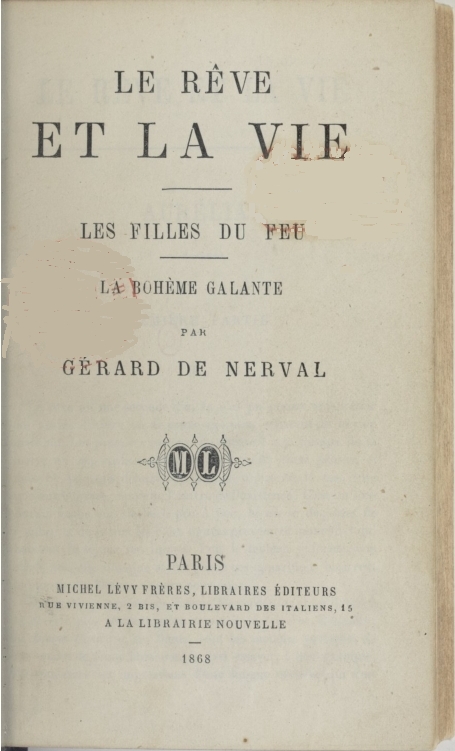 LE RÊVE
ET LA VIE
LES FILLES DU FEU
LA BOHÈME GALANTE
PAR
GÉRARD DE NERVAL
ML
PARIS
MICHEL LÉVY FRÈRES, LIBRAIRES ÉDITEURS
RUE VIVIENNE, 2 BIS, ET BOULEVARD DES ITALIENS, 15
A LA LIBRAIRIE NOUVELLE
1868